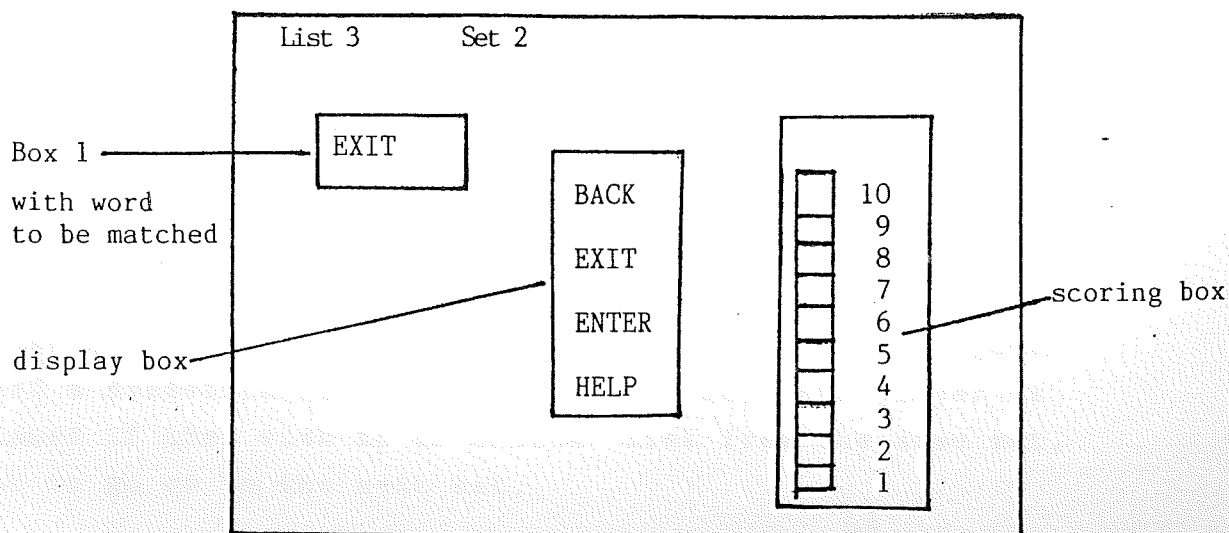 List 3 Set 2
Box 1
with word
to be matched
EXIT
display box
BACK
EXIT
ENTER
HELP
10
9
8
7
6
5
4
3
2
1
scoring box